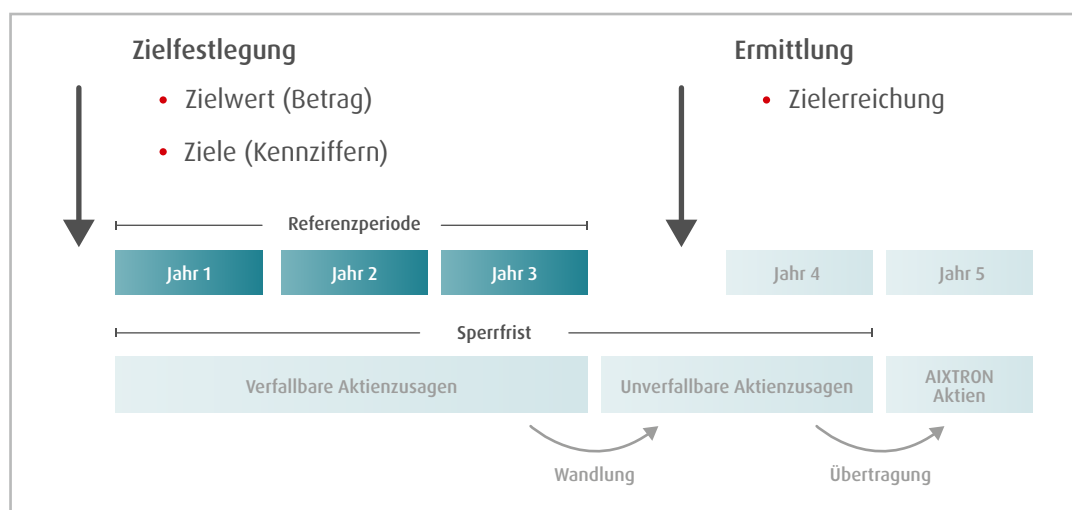 Zielfestlegung
• Zielwert (Betrag)
• Ziele (Kennziffern)
Ermittlung
• Zielerreichung
Referenzperiode
Jahr 1
Jahr 2
Jahr 3
Jahr 4
Jahr 5
Sperrfrist
Verfallbare Aktienzusagen
Unverfallbare Aktienzusagen
AIXTRON
Aktien
Wandlung
Übertragung